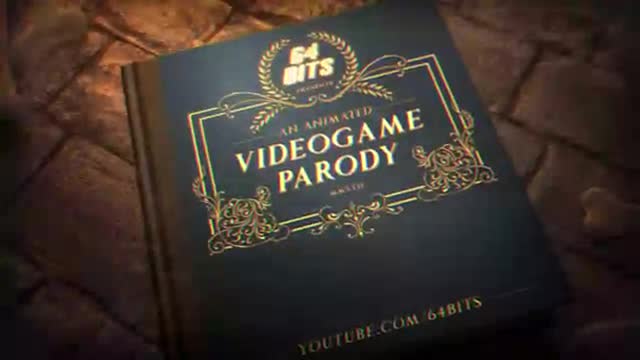 64
BITS
PRESENTS
AN ANIMATED
VIDEOGAME
PARODY
YOUTUBE.COM/64BITS